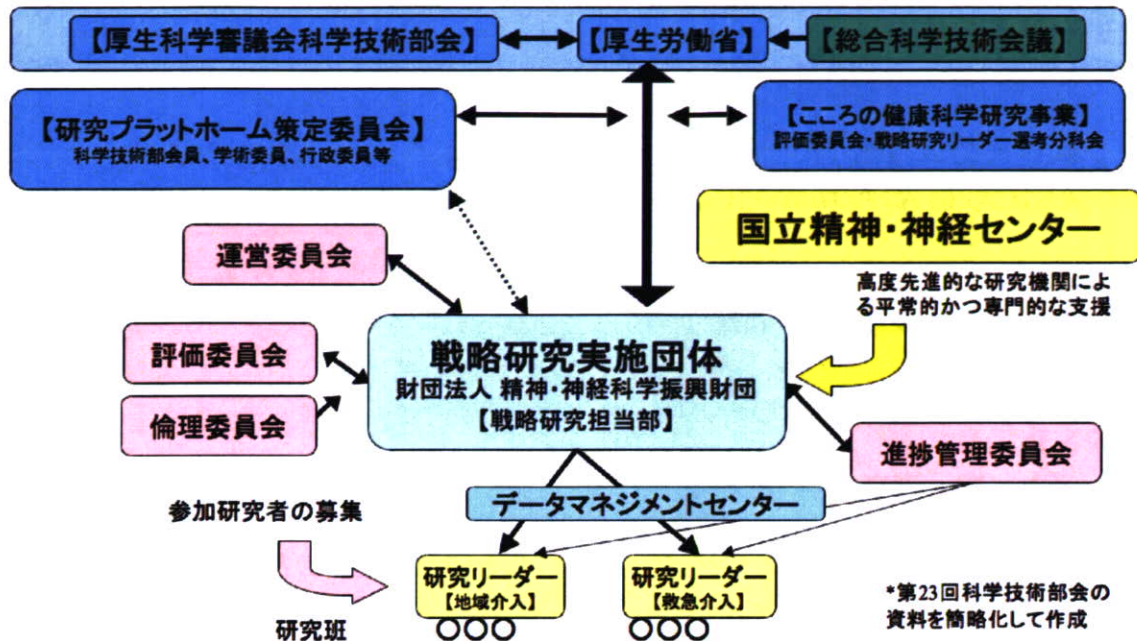 【厚生科学審議会科学技術部会】
【厚生労働省】
【総合科学技術会議】
【研究プラットホーム策定委員会】
科学技術部会員、学術委員、行政委員等
【こころの健康科学研究事業】
評価委員会・戦略研究リーダー選考分科会
国立精神・神経センター
高度先進的な研究機関によ
る平常的かつ専門的な支援
運営委員会
評価委員会
倫理委員会
戦略研究実施団体
財団法人 精神・神経科学振興財団
【戦略研究担当部】
進捗管理委員会
データマネジメントセンター
参加研究者の募集
研究リーダー
【地域介入】
研究リーダー
【救急介入】
研究班
*第23回科学技術部会の
資料を簡略化して作成